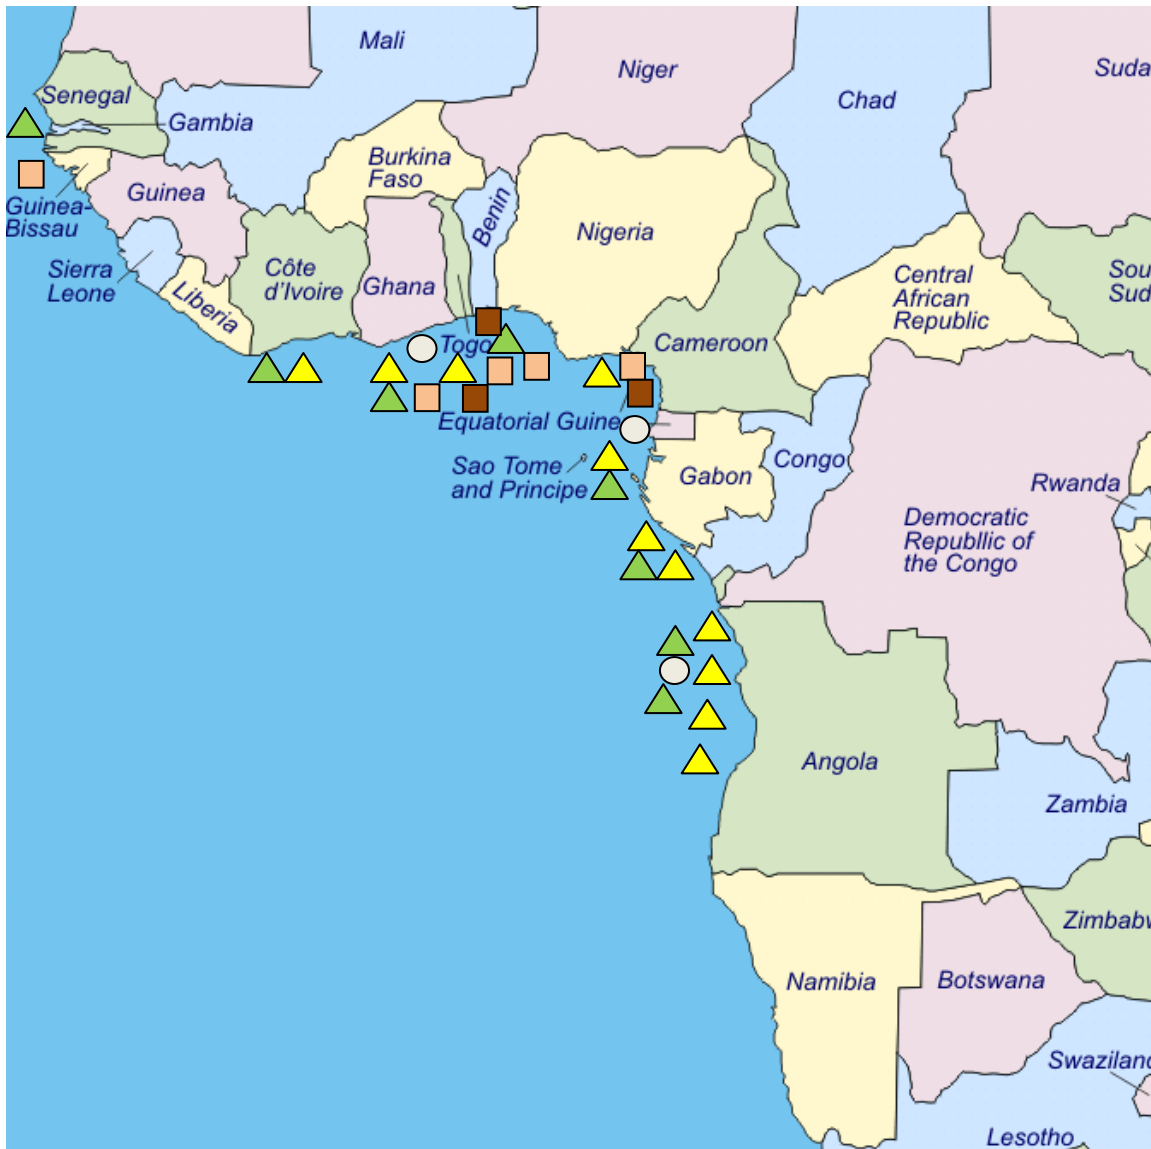 Mali
Niger
Suda
Chad
Senegal
Gambia
Burkina
Faso
Guinea
Benin
Guinea-
Bissau
Nigeria
Sierra
Leone
Liberia
Côte
d'Ivoire
Ghana
Central
African
Republic
Sou
Sud
Togo
Cameroon
Equatorial Guine
Sao Tome
and Principe
Gabon
Congo
Rwanda
Democratic
Republlic of
the Congo
Angola
Zambia
Zimbabw
Namibia
Botswana
Swaziland
Lesotho